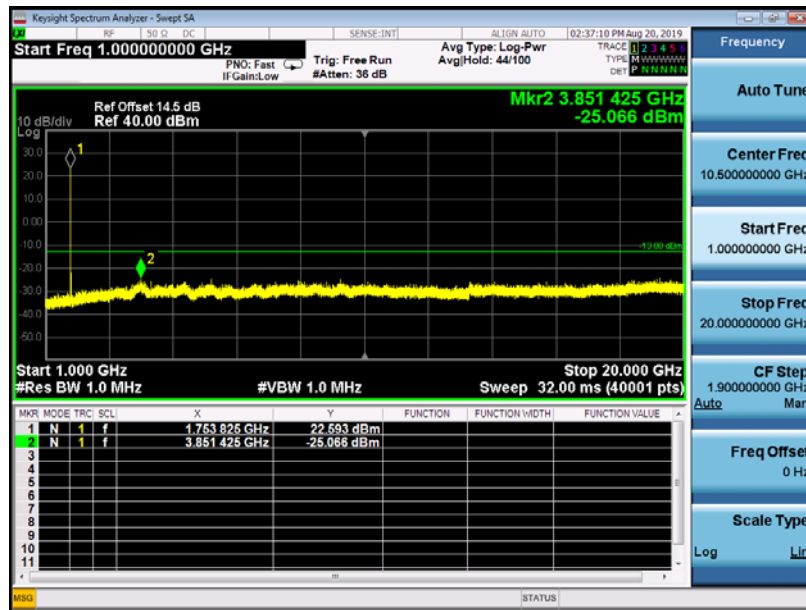 Keysight Spectrum Analyzer - Swept SA
RF 50 Ω DC SENSE:INT ALIGN AUTO 02:37:10 PM Aug 20, 2019
Start Freq 1.000000000 GHz
PNO: Fast
IFGain:Low
Trig: Free Run
#Atten: 36 dB
Avg Type: Log-Pwr
Avg|Hold: 44/100
TRACE 1 2 3 4 5 6
TYPE M W W W W W
DET P N N N N N
Ref Offset 14.5 dB
Ref 40.00 dBm
10 dB/div
Log
Mkr2 3.851 425 GHz
-25.066 dBm
30.0
20.0
10.0
0.00
-10.0
-20.0
-30.0
-40.0
-50.0
1
2
-13.00 dBm
Start 1.000 GHz
Stop 20.000 GHz
#Res BW 1.0 MHz #VBW 1.0 MHz Sweep 32.00 ms (40001 pts)
MKR MODE TRC SCL X Y FUNCTION FUNCTION WIDTH FUNCTION VALUE
1 N 1 f 1.753 825 GHz 22.593 dBm
2 N 1 f 3.851 425 GHz -25.066 dBm
3
4
5
6
7
8
9
10
11
MSG STATUS
Frequency
Auto Tune
Center Freq
10.500000000 GHz
Start Freq
1.000000000 GHz
Stop Freq
20.000000000 GHz
CF Step
1.900000000 GHz
Auto Man
Freq Offset
0 Hz
Scale Type
Log Lin